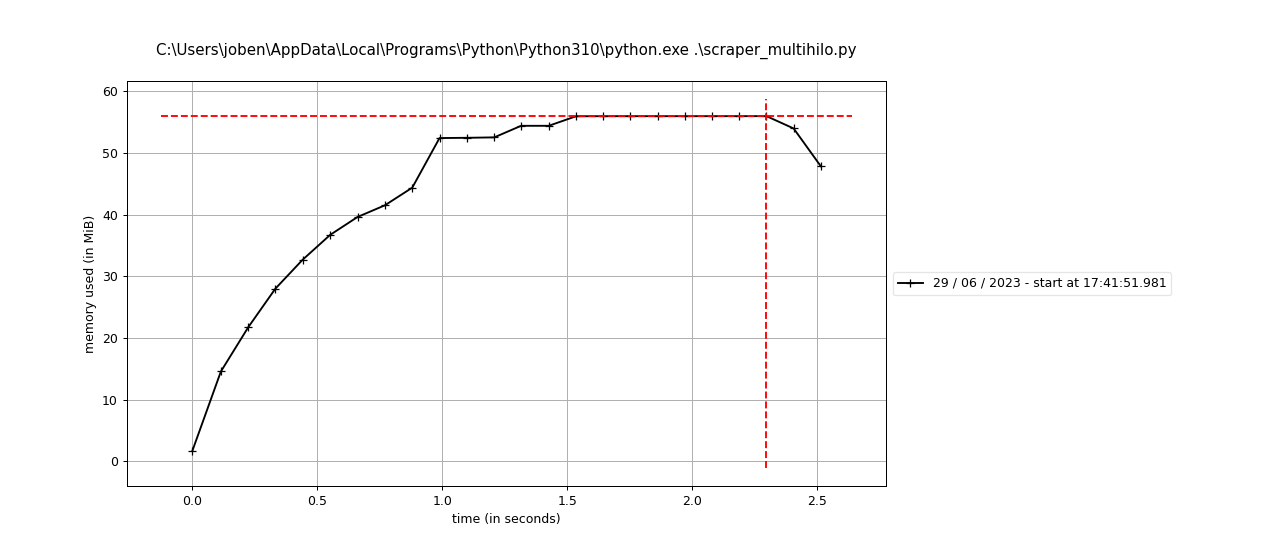 C:\Users\joben\AppData\Local\Programs\Python\Python310\python.exe .\scraper_multihilo.py
60
50
40
30
20
10
0
memory used (in MiB)
0.0 0.5 1.0 1.5 2.0 2.5
time (in seconds)
29 / 06 / 2023 - start at 17:41:51.981